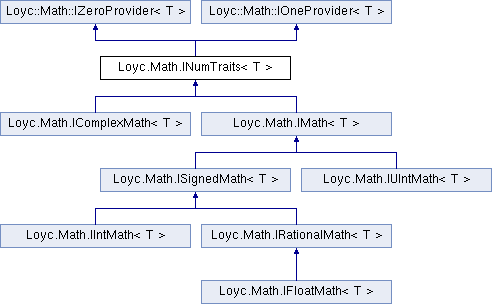 Loyc::Math::IZeroProvider< T >
Loyc::Math::IOneProvider< T >
Loyc.Math.INumTraits< T >
Loyc.Math.IComplexMath< T >
Loyc.Math.IMath< T >
Loyc.Math.ISignedMath< T >
Loyc.Math.IUIntMath< T >
Loyc.Math.IIntMath< T >
Loyc.Math.IRationalMath< T >
Loyc.Math.IFloatMath< T >